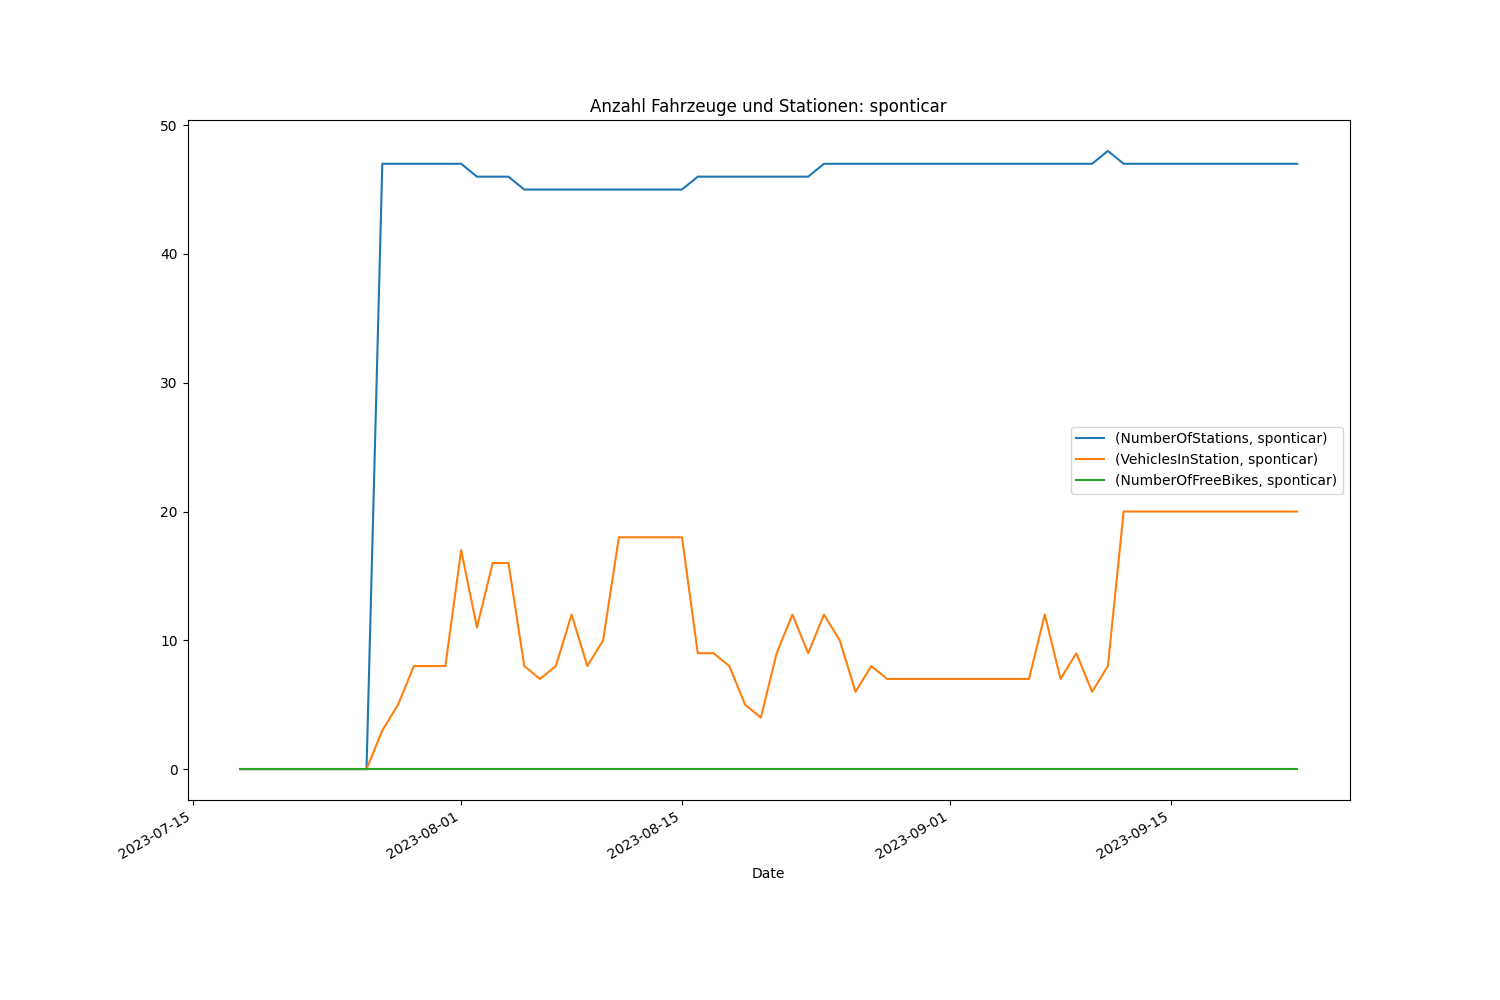 Anzahl Fahrzeuge und Stationen: sponticar
50
40
30
20
10
0
(NumberOfStations, sponticar)
(VehiclesInStation, sponticar)
(NumberOfFreeBikes, sponticar)
2023-07-15
2023-08-01
2023-08-15
2023-09-01
2023-09-15
Date